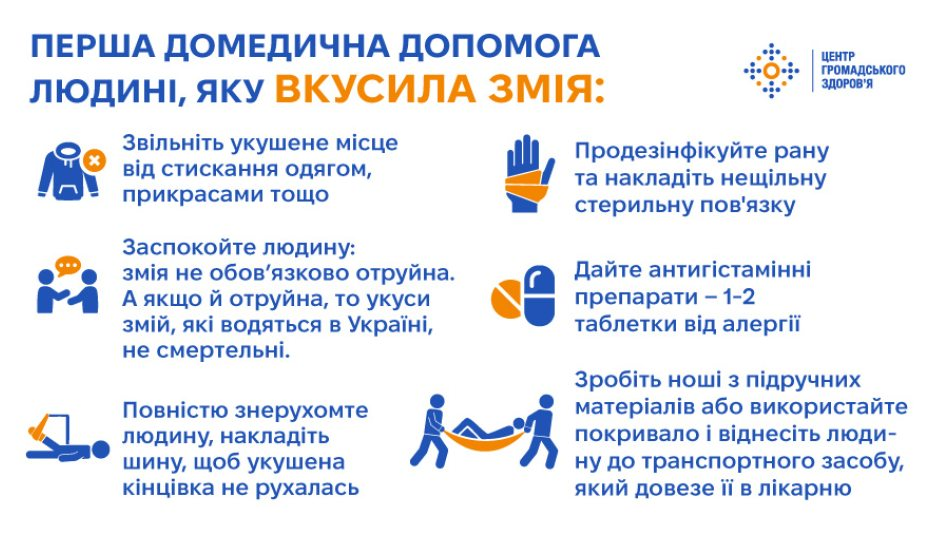 ПЕРША ДОМЕДИЧНА ДОПОМОГА
ЛЮДИНІ, ЯКУ ВКУСИЛА ЗМІЯ:
ЦЕНТР
ГРОМАДСЬКОГО
ЗДОРОВ'Я
Звільніть укушене місце
від стискання одягом,
прикрасами тощо
Заспокойте людину:
змія не обов’язково отруйна.
А якщо й отруйна, то укуси
змій, які водяться в Україні,
не смертельні.
Повністю знерухомте
людину, накладіть
шину, щоб укушена
кінцівка не рухалась
Продезінфікуйте рану
та накладіть нещільну
стерильну пов'язку
Дайте антигістамінні
препарати – 1-2
таблетки від алергії
Зробіть ноші з підручних
матеріалів або використайте
покривало і віднесіть люди-
ну до транспортного засобу,
який довезе її в лікарню